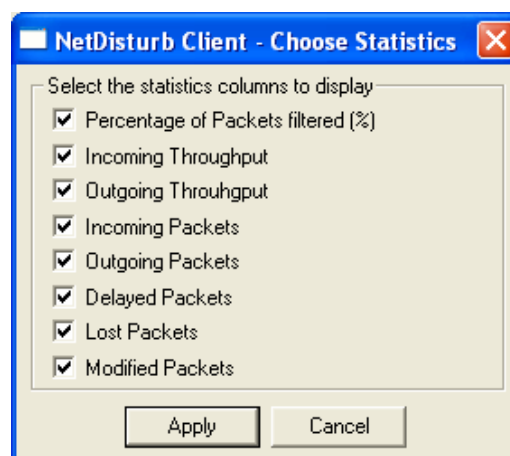 NetDisturb Client - Choose Statistics
Select the statistics columns to display
Percentage of Packets filtered (%)
Incoming Throughput
Outgoing Throuhgput
Incoming Packets
Outgoing Packets
Delayed Packets
Lost Packets
Modified Packets
Apply
Cancel